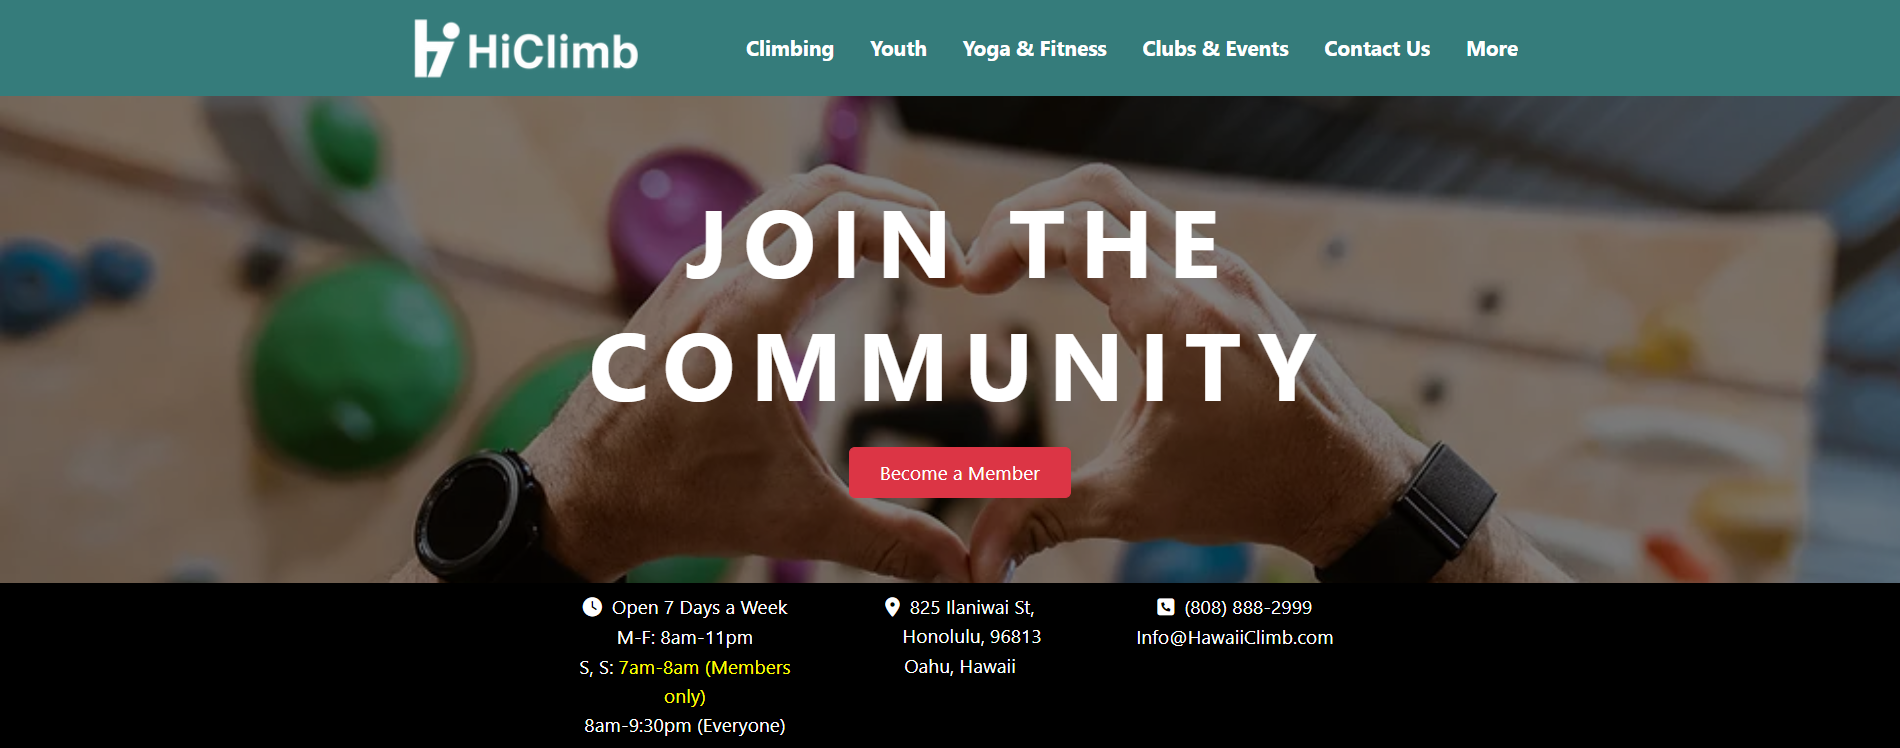 HiClimb
Climbing
Youth
Yoga & Fitness
Clubs & Events
Contact Us
More
JOIN THE
COMMUNITY
Become a Member
Open 7 Days a Week
M-F: 8am-11pm
S, S: 7am-8am (Members
only)
8am-9:30pm (Everyone)
825 Ilaniwai St,
Honolulu, 96813
Oahu, Hawaii
(808) 888-2999
Info@HawaiiClimb.com